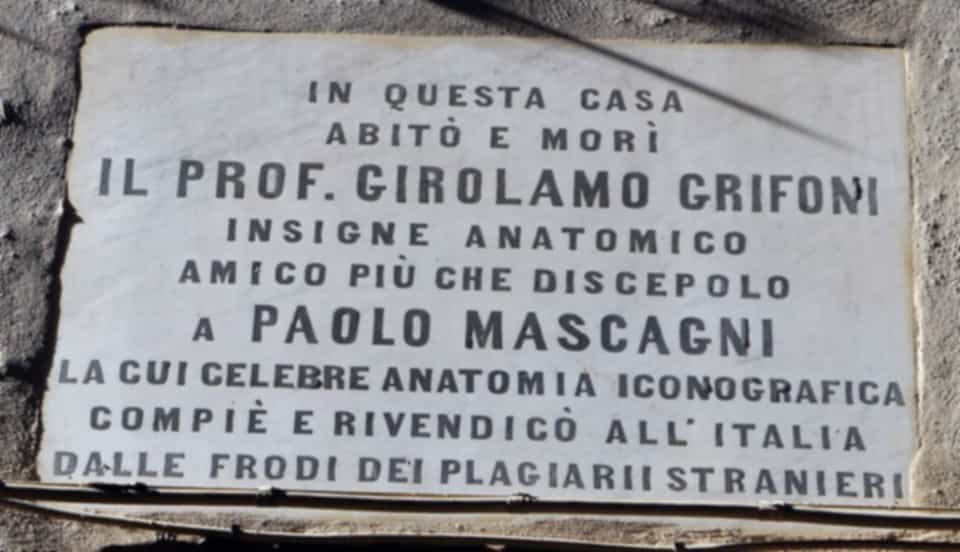 IN QUESTA CASA
ABITÒ E MORÌ
IL PROF. GIROLAMO GRIFONI
INSIGNE ANATOMICO
AMICO PIÙ CHE DISCEPOLO
A PAOLO MASCAGNI
LA CUI CELEBRE ANATOMIA ICONOGRAFICA
COMPIÈ E RIVENDICÒ ALL' ITALIA
DALLE FRODI DEI PLAGIARII STRANIERI